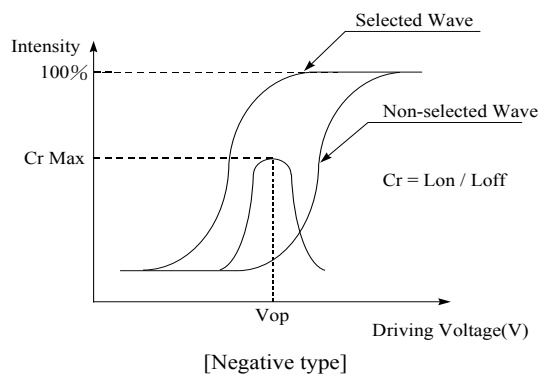 Selected Wave
Intensity
100%
Non-selected Wave
Cr Max
Cr = Lon / Loff
Vop
Driving Voltage(V)
[Negative type]